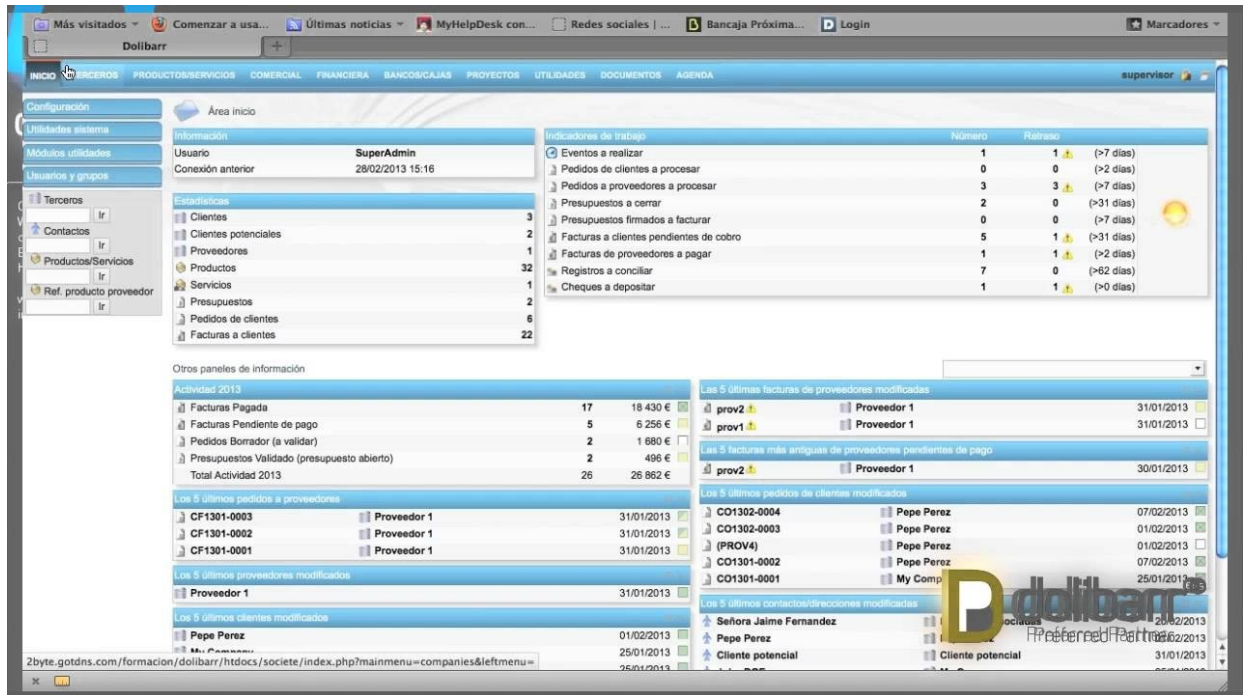 Más visitados Comenzar a usa... Últimas noticias MyHelpDesk con... Redes sociales | ... Bancaja Próxima... Login Marcadores
Dolibarr
INICIO TERCEROS PRODUCTOS/SERVICIOS COMERCIAL FINANCIERA BANCOS/CAJAS PROYECTOS UTILIDADES DOCUMENTOS AGENDA supervisor
Configuración
Utilidades sistema
Módulos utilidades
Usuarios y grupos
Terceros
Ir
Contactos
Ir
Productos/Servicios
Ir
Ref. producto proveedor
Ir
Área inicio
Información
Usuario SuperAdmin
Conexión anterior 28/02/2013 15:16
Estadísticas
Clientes 3
Clientes potenciales 2
Proveedores 1
Productos 32
Servicios 1
Presupuestos 2
Pedidos de clientes 6
Facturas a clientes 22
Indicadores de trabajo Número Retraso
Eventos a realizar 1 1 (>7 días)
Pedidos de clientes a procesar 0 0 (>2 días)
Pedidos a proveedores a procesar 3 3 (>7 días)
Presupuestos a cerrar 2 0 (>31 días)
Presupuestos firmados a facturar 0 0 (>7 días)
Facturas a clientes pendientes de cobro 5 1 (>31 días)
Facturas de proveedores a pagar 1 1 (>2 días)
Registros a conciliar 7 0 (>62 días)
Cheques a depositar 1 1 (>0 días)
Otros paneles de información
Actividad 2013
Facturas Pagada 17 18 430 €
Facturas Pendiente de pago 5 6 256 €
Pedidos Borrador (a validar) 2 1 680 €
Presupuestos Validado (presupuesto abierto) 2 496 €
Total Actividad 2013 26 26 862 €
Los 5 últimos pedidos a proveedores
CF1301-0003 Proveedor 1 31/01/2013
CF1301-0002 Proveedor 1 31/01/2013
CF1301-0001 Proveedor 1 31/01/2013
Los 5 últimos proveedores modificados
Proveedor 1 31/01/2013
Los 5 últimos clientes modificados
Pepe Perez 01/02/2013
My Company 25/01/2013
25/01/2013
Las 5 últimas facturas de proveedores modificadas
prov2 Proveedor 1 31/01/2013
prov1 Proveedor 1 31/01/2013
Las 5 facturas más antiguas de proveedores pendientes de pago
prov2 Proveedor 1 30/01/2013
Los 5 últimos pedidos de clientes modificados
CO1302-0004 Pepe Perez 07/02/2013
CO1302-0003 Pepe Perez 01/02/2013
(PROV4) Pepe Perez 01/02/2013
CO1301-0002 Pepe Perez 07/02/2013
CO1301-0001 My Comp 25/01/2013
Los 5 últimos contactos/direcciones modificadas
Señora Jaime Fernandez 20/02/2013
Pepe Perez 02/2013
Cliente potencial Cliente potencial 31/01/2013
dolibarr
Preferred Partner
2byte.gotdns.com/formacion/dolibarr/htdocs/societe/index.php?mainmenu=companies&leftmenu=